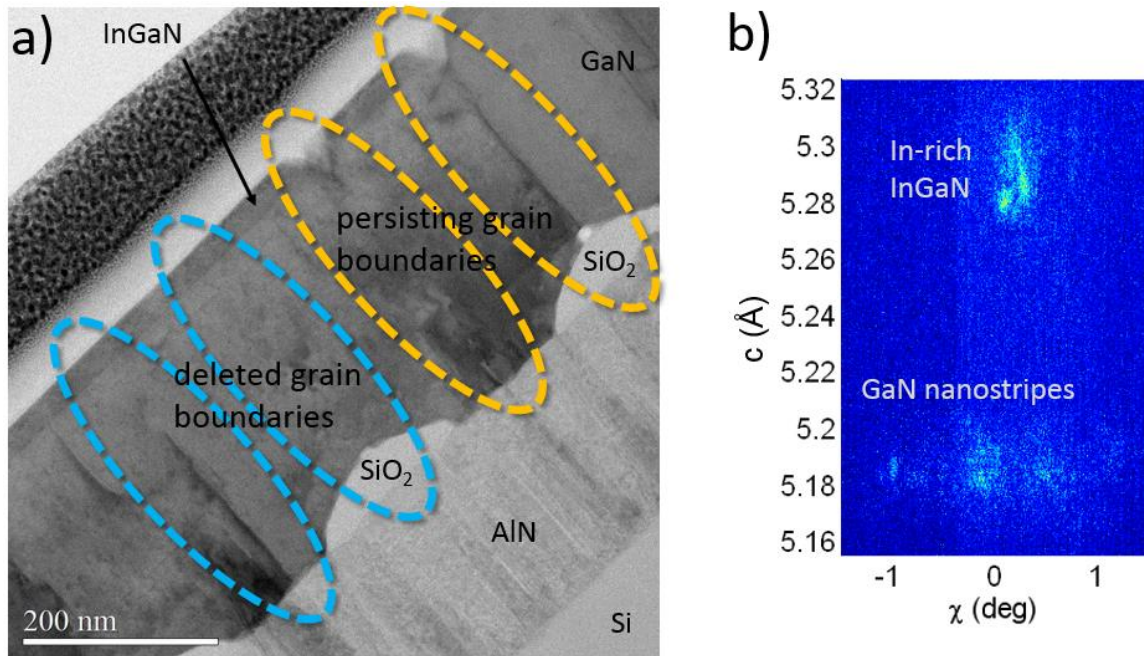 a)
InGaN
GaN
persisting grain
boundaries
SiO2
deleted grain
boundaries
SiO2
AlN
200 nm
Si
b)
5.32
5.3
5.28
5.26
5.24
5.22
5.2
5.18
5.16
c (Å)
In-rich
InGaN
GaN nanostripes
-1
0
1
χ (deg)